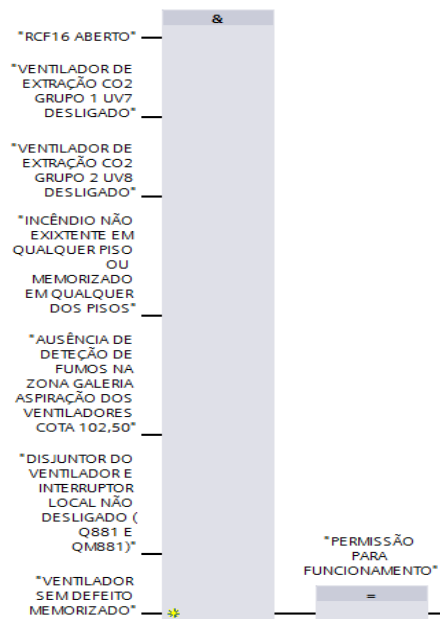 &
"RCF16 ABERTO"
"VENTILADOR DE
EXTRAÇÃO CO2
GRUPO 1 UV7
DESLIGADO"
"VENTILADOR DE
EXTRAÇÃO CO2
GRUPO 2 UV8
DESLIGADO"
"INCÊNDIO NÃO
EXIXTENTE EM
QUALQUER PISO
OU
MEMORIZADO
EM QUALQUER
DOS PISOS"
"AUSÊNCIA DE
DETEÇÃO DE
FUMOS NA
ZONA GALERIA
ASPIRAÇÃO DOS
VENTILADORES
COTA 102,50"
"DISJUNTOR DO
VENTILADOR E
INTERRUPTOR
LOCAL NÃO
DESLIGADO (
Q881 E
QM881)"
"VENTILADOR
SEM DEFEITO
MEMORIZADO"
"PERMISSÃO
PARA
FUNCIONAMENTO"
=